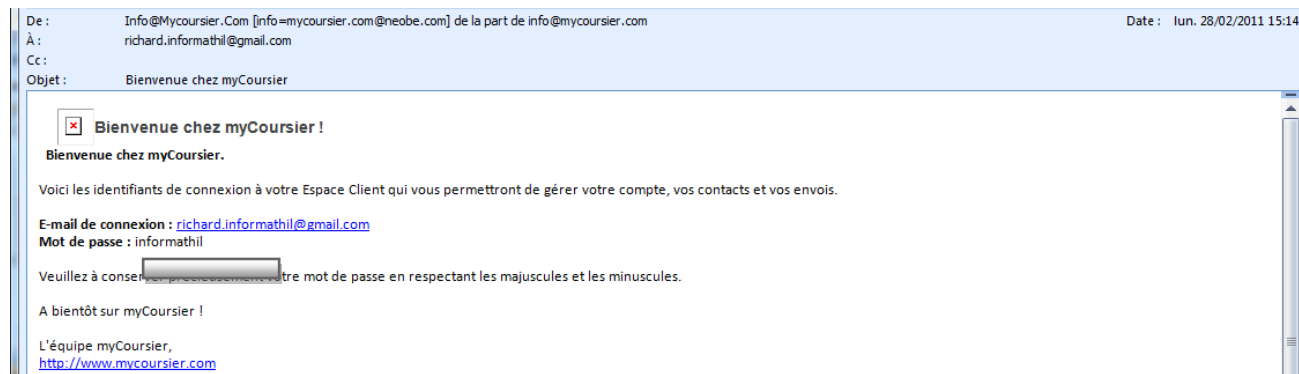 De : Info@Mycoursier.Com [info=mycoursier.com@neobe.com] de la part de info@mycoursier.com Date : lun. 28/02/2011 15:14
À : richard.informathil@gmail.com
Cc :
Objet : Bienvenue chez myCoursier
Bienvenue chez myCoursier !
Bienvenue chez myCoursier.
Voici les identifiants de connexion à votre Espace Client qui vous permettront de gérer votre compte, vos contacts et vos envois.
E-mail de connexion : richard.informathil@gmail.com
Mot de passe : informathil
Veuillez à conserver précieusement votre mot de passe en respectant les majuscules et les minuscules.
A bientôt sur myCoursier !
L'équipe myCoursier,
http://www.mycoursier.com